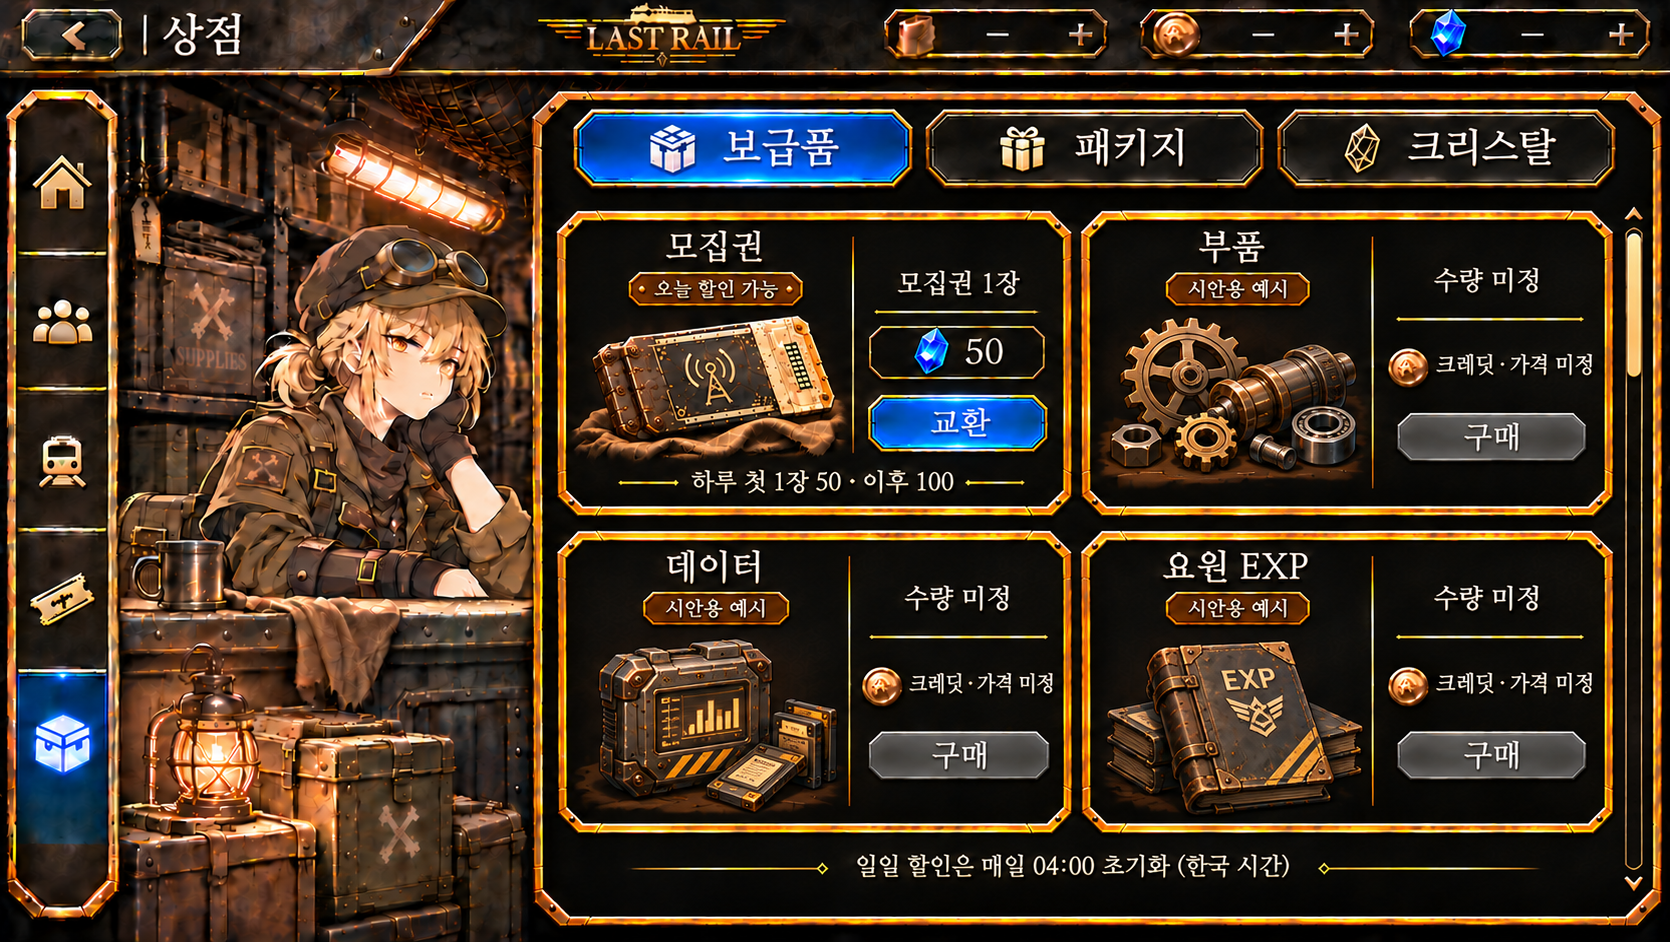 상점
LAST RAIL
보급품
패키지
크리스탈
SUPPLIES
모집권
오늘 할인 가능
모집권 1장
50
교환
하루 첫 1장 50 · 이후 100
부품
시안용 예시
수량 미정
크레딧 · 가격 미정
구매
데이터
시안용 예시
수량 미정
크레딧 · 가격 미정
구매
요원 EXP
시안용 예시
EXP
수량 미정
크레딧 · 가격 미정
구매
일일 할인은 매일 04:00 초기화 (한국 시간)